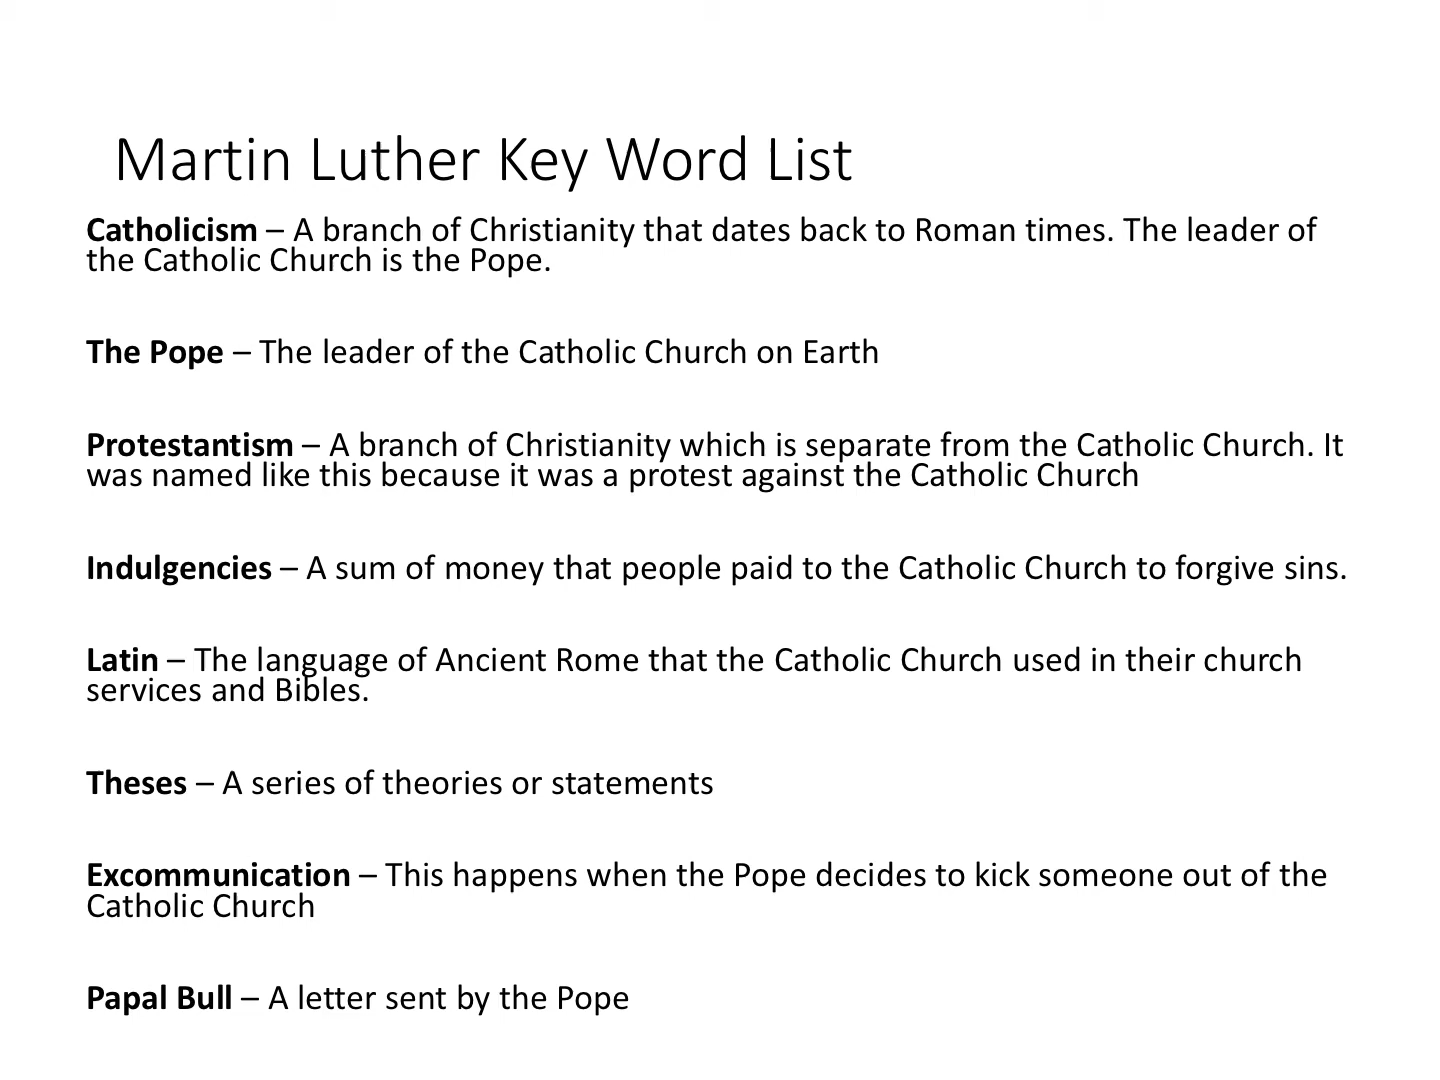 Martin Luther Key Word List
Catholicism – A branch of Christianity that dates back to Roman times. The leader of
the Catholic Church is the Pope.
The Pope – The leader of the Catholic Church on Earth
Protestantism – A branch of Christianity which is separate from the Catholic Church. It
was named like this because it was a protest against the Catholic Church
Indulgencies – A sum of money that people paid to the Catholic Church to forgive sins.
Latin – The language of Ancient Rome that the Catholic Church used in their church
services and Bibles.
Theses – A series of theories or statements
Excommunication – This happens when the Pope decides to kick someone out of the
Catholic Church
Papal Bull – A letter sent by the Pope